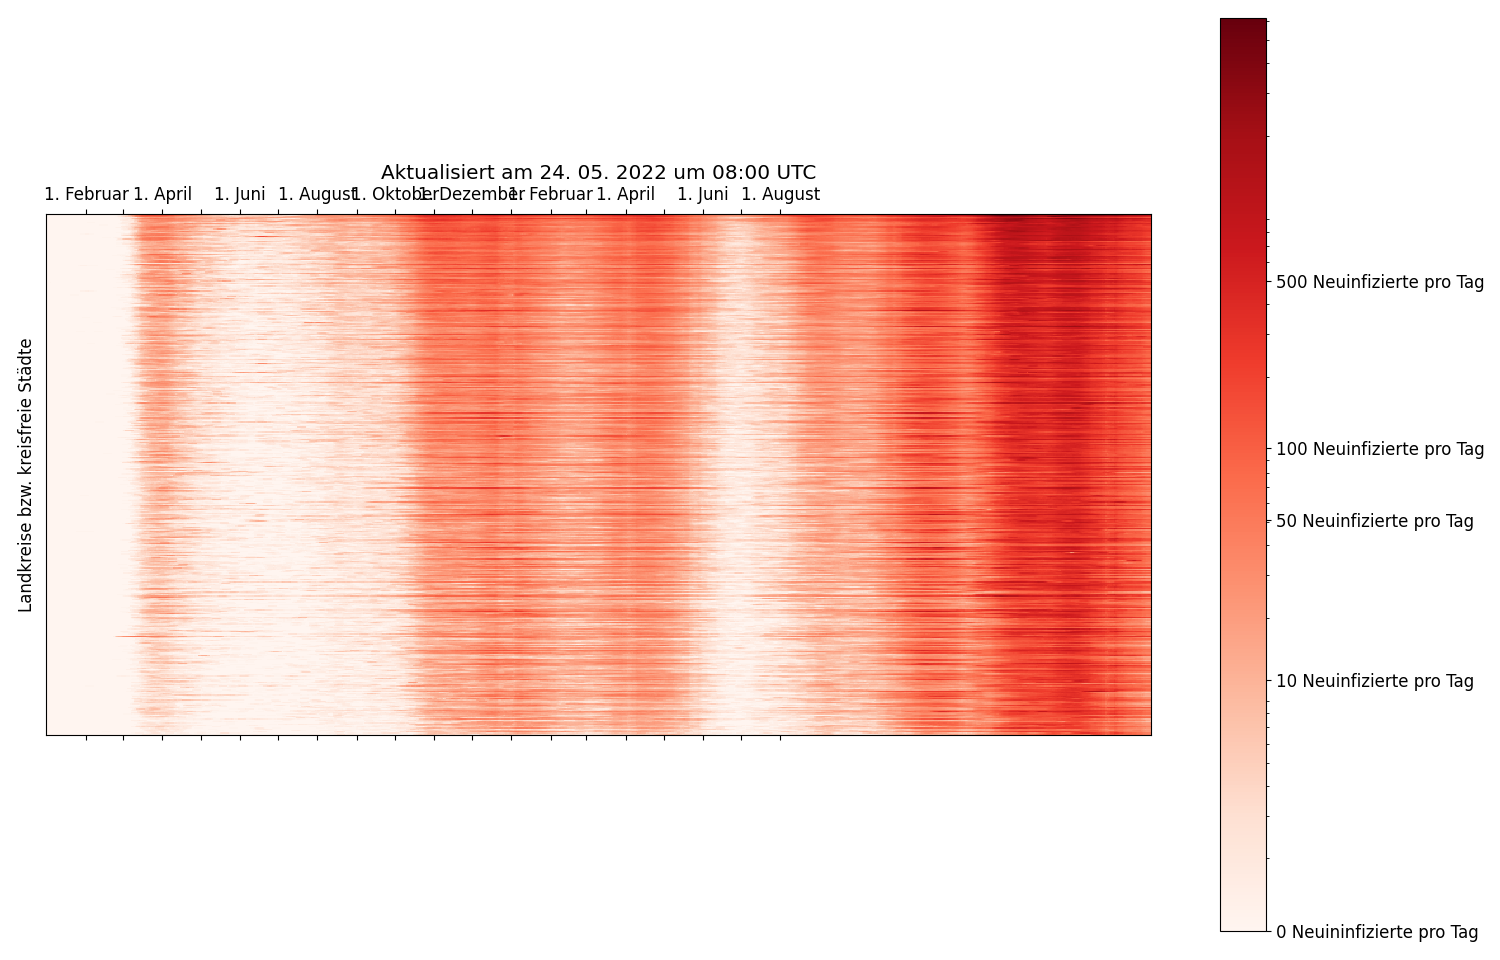 Aktualisiert am 24. 05. 2022 um 08:00 UTC
1. Februar 1. April 1. Juni 1. August 1. Oktober 1. Dezember 1. Februar 1. April 1. Juni 1. August
Landkreise bzw. kreisfreie Städte
500 Neuinfizierte pro Tag
100 Neuinfizierte pro Tag
50 Neuinfizierte pro Tag
10 Neuinfizierte pro Tag
0 Neuininfizierte pro Tag